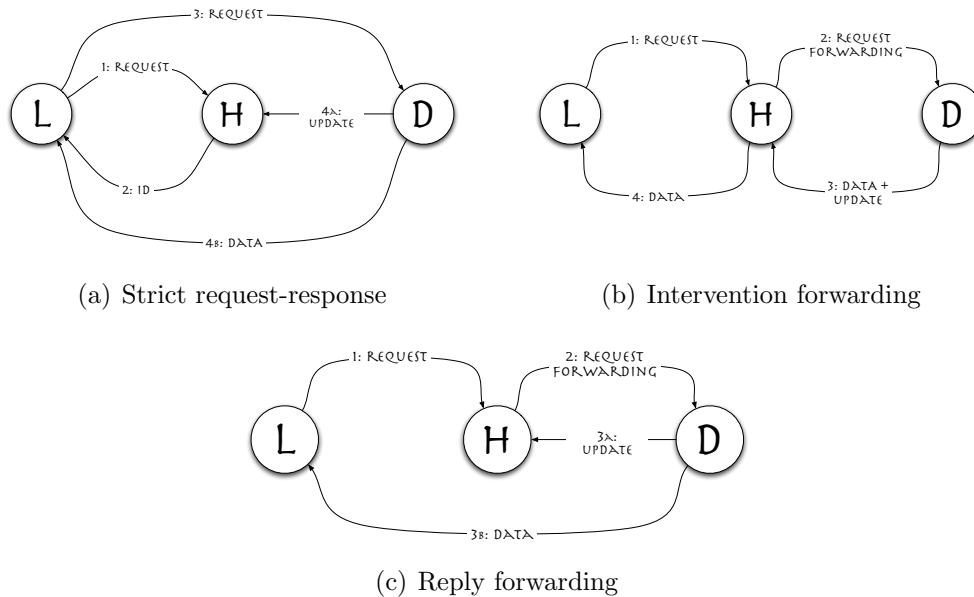 3: REQUEST
1: REQUEST
L
H
D
4A:
UPDATE
2: ID
4B: DATA
(a) Strict request-response
1: REQUEST
2: REQUEST
FORWARDING
L
H
D
4: DATA
3: DATA +
UPDATE
(b) Intervention forwarding
1: REQUEST
2: REQUEST
FORWARDING
L
H
D
3A:
UPDATE
3B: DATA
(c) Reply forwarding